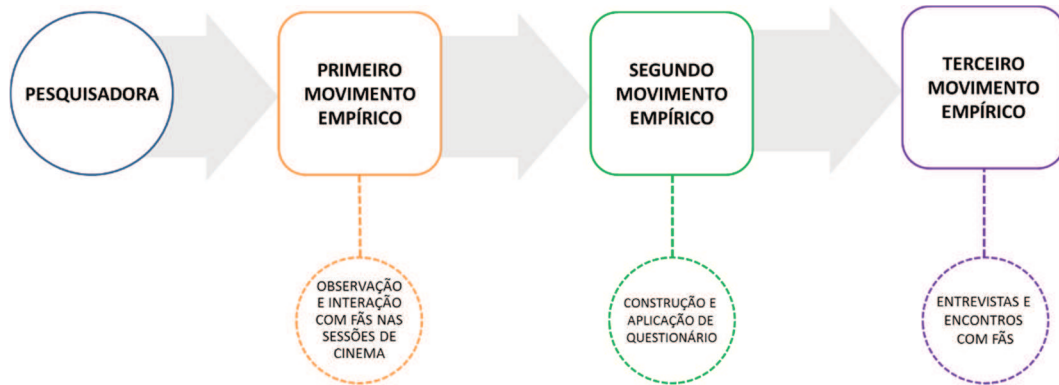 PESQUISADORA
PRIMEIRO
MOVIMENTO
EMPÍRICO
SEGUNDO
MOVIMENTO
EMPÍRICO
TERCEIRO
MOVIMENTO
EMPÍRICO
OBSERVAÇÃO
E INTERAÇÃO
COM FÃS NAS
SESSÕES DE
CINEMA
CONSTRUÇÃO E
APLICAÇÃO DE
QUESTIONÁRIO
ENTREVISTAS E
ENCONTROS
COM FÃS